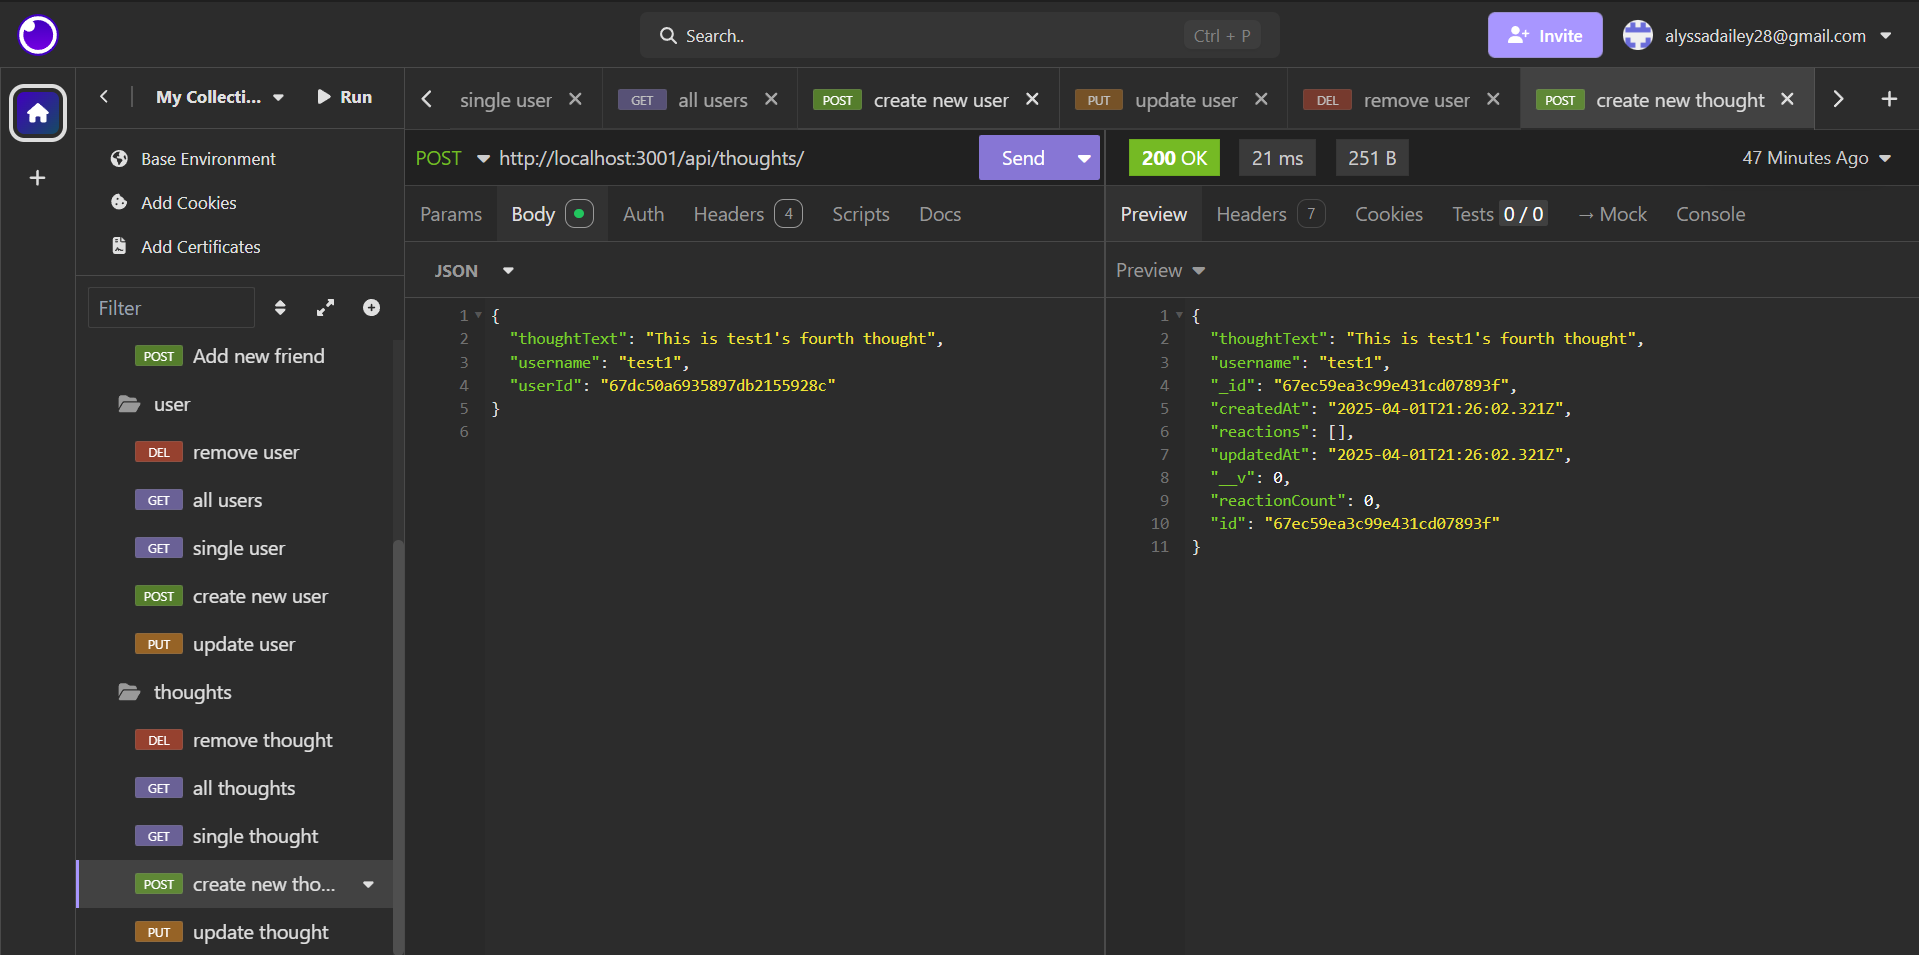 Search..
Ctrl + P
Invite
alyssadailey28@gmail.com
My Collecti...
Run
single user
GET all users
POST create new user
PUT update user
DEL remove user
POST create new thought
Base Environment
Add Cookies
Add Certificates
Filter
POST Add new friend
user
DEL remove user
GET all users
GET single user
POST create new user
PUT update user
thoughts
DEL remove thought
GET all thoughts
GET single thought
POST create new tho...
PUT update thought
POST http://localhost:3001/api/thoughts/
Send
Params
Body
Auth
Headers 4
Scripts
Docs
JSON
1 {
2 "thoughtText": "This is test1's fourth thought",
3 "username": "test1",
4 "userId": "67dc50a6935897db2155928c"
5 }
6
200 OK
21 ms
251 B
47 Minutes Ago
Preview
Headers 7
Cookies
Tests 0 / 0
→ Mock
Console
Preview
1 {
2 "thoughtText": "This is test1's fourth thought",
3 "username": "test1",
4 "_id": "67ec59ea3c99e431cd07893f",
5 "createdAt": "2025-04-01T21:26:02.321Z",
6 "reactions": [],
7 "updatedAt": "2025-04-01T21:26:02.321Z",
8 "__v": 0,
9 "reactionCount": 0,
10 "id": "67ec59ea3c99e431cd07893f"
11 }